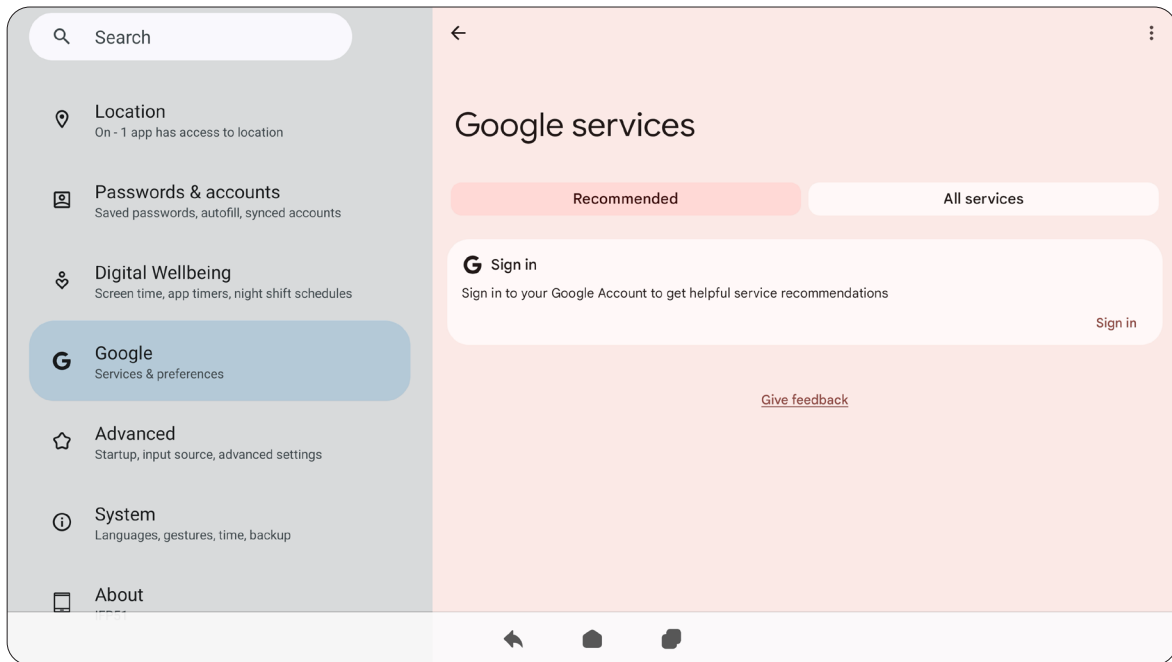 Search
Location
On - 1 app has access to location
Passwords & accounts
Saved passwords, autofill, synced accounts
Digital Wellbeing
Screen time, app timers, night shift schedules
Google
Services & preferences
Advanced
Startup, input source, advanced settings
System
Languages, gestures, time, backup
About
Google services
Recommended
All services
Sign in
Sign in to your Google Account to get helpful service recommendations
Sign in
Give feedback